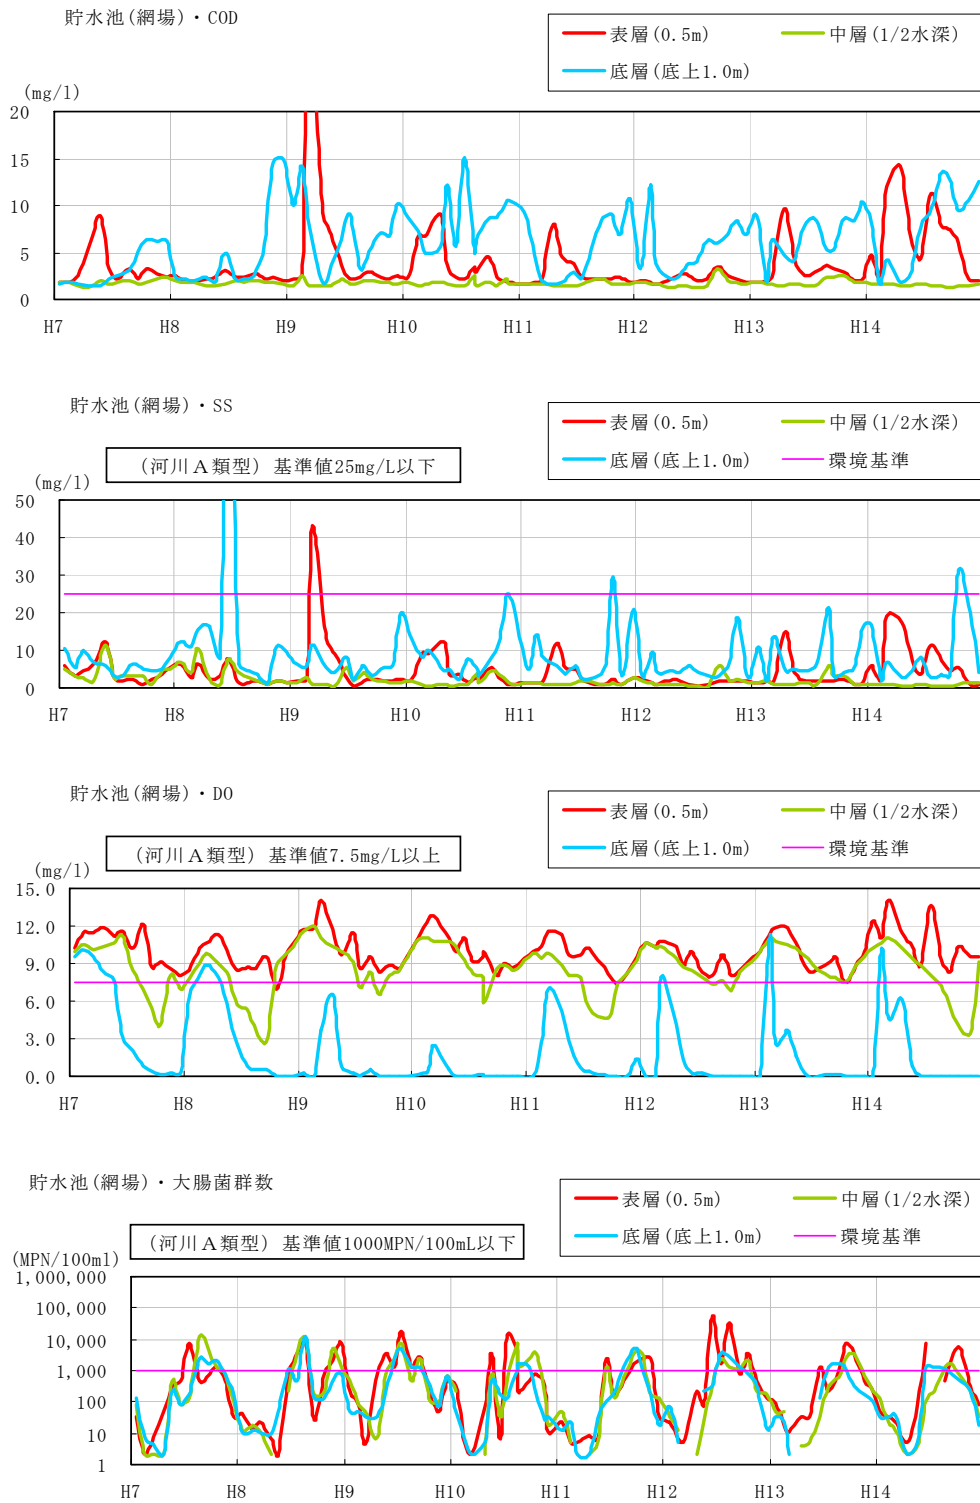 貯水池(網場)・COD
表層(0.5m) 中層(1/2水深)
底層(底上1.0m)
(mg/l)
20
15
10
5
0
H7 H8 H9 H10 H11 H12 H13 H14
貯水池(網場)・SS
表層(0.5m) 中層(1/2水深)
底層(底上1.0m) 環境基準
(河川A類型) 基準値25mg/L以下
(mg/l)
50
40
30
20
10
0
H7 H8 H9 H10 H11 H12 H13 H14
貯水池(網場)・DO
表層(0.5m) 中層(1/2水深)
底層(底上1.0m) 環境基準
(河川A類型) 基準値7.5mg/L以上
(mg/l)
15.0
12.0
9.0
6.0
3.0
0.0
H7 H8 H9 H10 H11 H12 H13 H14
貯水池(網場)・大腸菌群数
表層(0.5m) 中層(1/2水深)
底層(底上1.0m) 環境基準
(河川A類型) 基準値1000MPN/100mL以下
(MPN/100ml)
1,000,000
100,000
10,000
1,000
100
10
1
H7 H8 H9 H10 H11 H12 H13 H14